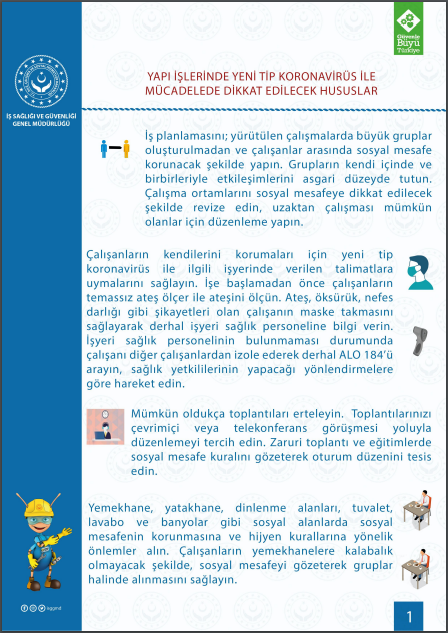 Güvenle
Büyü
Türkiye
İŞ SAĞLIĞI VE GÜVENLİĞİ
GENEL MÜDÜRLÜĞÜ
YAPI İŞLERİNDE YENİ TİP KORONAVİRÜS İLE
MÜCADELEDE DİKKAT EDİLECEK HUSUSLAR
İş planlamasını; yürütülen çalışmalarda büyük gruplar
oluşturulmadan ve çalışanlar arasında sosyal mesafe
korunacak şekilde yapın. Grupların kendi içinde ve
birbirleriyle etkileşimlerini asgari düzeyde tutun.
Çalışma ortamlarını sosyal mesafeye dikkat edilecek
şekilde revize edin, uzaktan çalışması mümkün
olanlar için düzenleme yapın.
Çalışanların kendilerini korumaları için yeni tip
koronavirüs ile ilgili işyerinde verilen talimatlara
uymalarını sağlayın. İşe başlamadan önce çalışanların
temassız ateş ölçer ile ateşini ölçün. Ateş, öksürük, nefes
darlığı gibi şikayetleri olan çalışanın maske takmasını
sağlayarak derhal işyeri sağlık personeline bilgi verin.
İşyeri sağlık personelinin bulunmaması durumunda
çalışanı diğer çalışanlardan izole ederek derhal ALO 184'ü
arayın, sağlık yetkililerinin yapacağı yönlendirmelere
göre hareket edin.
Mümkün oldukça toplantıları erteleyin. Toplantılarınızı
çevrimiçi veya telekonferans görüşmesi yoluyla
düzenlemeyi tercih edin. Zaruri toplantı ve eğitimlerde
sosyal mesafe kuralını gözeterek oturum düzenini tesis
edin.
Yemekhane, yatakhane, dinlenme alanları, tuvalet,
lavabo ve banyolar gibi sosyal alanlarda sosyal
mesafenin korunmasına ve hijyen kurallarına yönelik
önlemler alın. Çalışanların yemekhanelere kalabalık
olmayacak şekilde, sosyal mesafeyi gözeterek gruplar
halinde alınmasını sağlayın.
isggmd
1